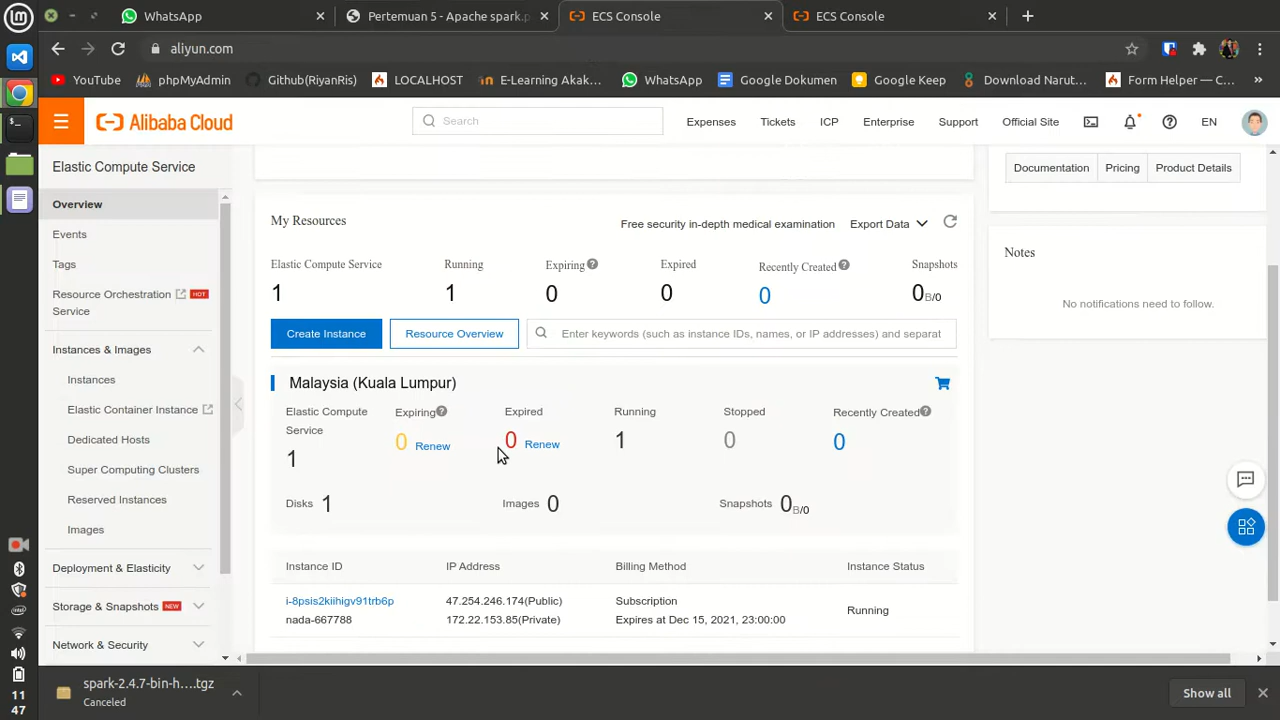 WhatsApp
Pertemuan 5 - Apache spark.p
ECS Console
ECS Console
aliyun.com
YouTube
phpMyAdmin
Github(RiyanRis)
LOCALHOST
E-Learning Akak...
WhatsApp
Google Dokumen
Google Keep
Download Narut...
Form Helper — C...
Alibaba Cloud
Search
Expenses
Tickets
ICP
Enterprise
Support
Official Site
EN
Elastic Compute Service
Overview
Events
Tags
Resource Orchestration Service
HOT
Instances & Images
Instances
Elastic Container Instance
Dedicated Hosts
Super Computing Clusters
Reserved Instances
Images
Deployment & Elasticity
Storage & Snapshots NEW
Network & Security
Documentation
Pricing
Product Details
My Resources
Free security in-depth medical examination
Export Data
Elastic Compute Service
Running
Expiring
Expired
Recently Created
Snapshots
1
1
0
0
0
0B/0
Create Instance
Resource Overview
Enter keywords (such as instance IDs, names, or IP addresses) and separat
Malaysia (Kuala Lumpur)
Elastic Compute Service
Expiring
Expired
Running
Stopped
Recently Created
1
0 Renew
0 Renew
1
0
0
Disks 1
Images 0
Snapshots 0B/0
Instance ID
IP Address
Billing Method
Instance Status
i-8psis2kiihigv91trb6p
47.254.246.174(Public)
Subscription
Running
nada-667788
172.22.153.85(Private)
Expires at Dec 15, 2021, 23:00:00
Notes
No notifications need to follow.
11
47
spark-2.4.7-bin-h....tgz
Canceled
Show all